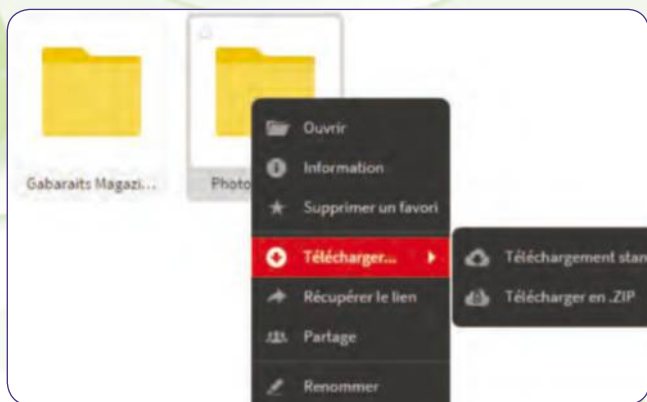 Gabaraits Magazi...
Photo
Ouvrir
Information
Supprimer un favori
Télécharger...
Téléchargement stan
Télécharger en .ZIP
Récupérer le lien
Partage
Renommer